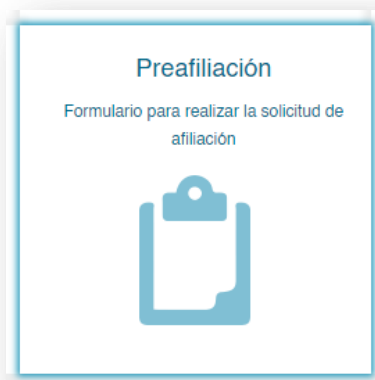 Preafiliación
Formulario para realizar la solicitud de
afiliación